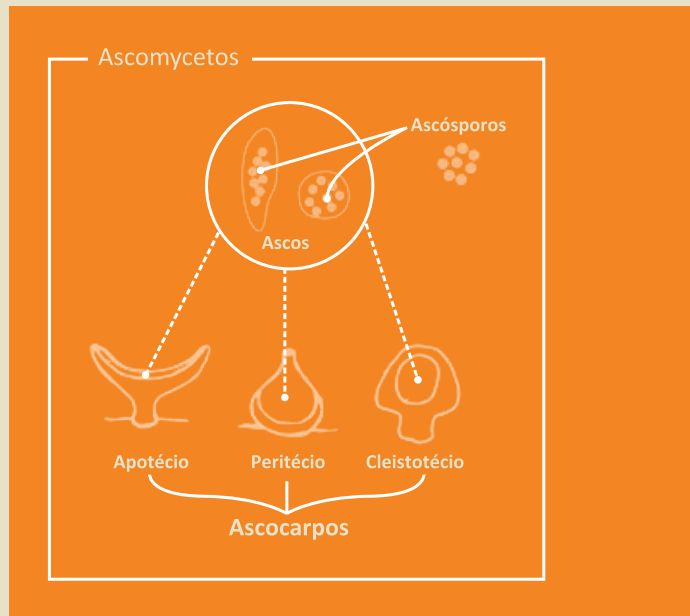 Ascomycetos
Ascósporos
Ascos
Apotécio
Peritécio
Cleistotécio
Ascocarpos